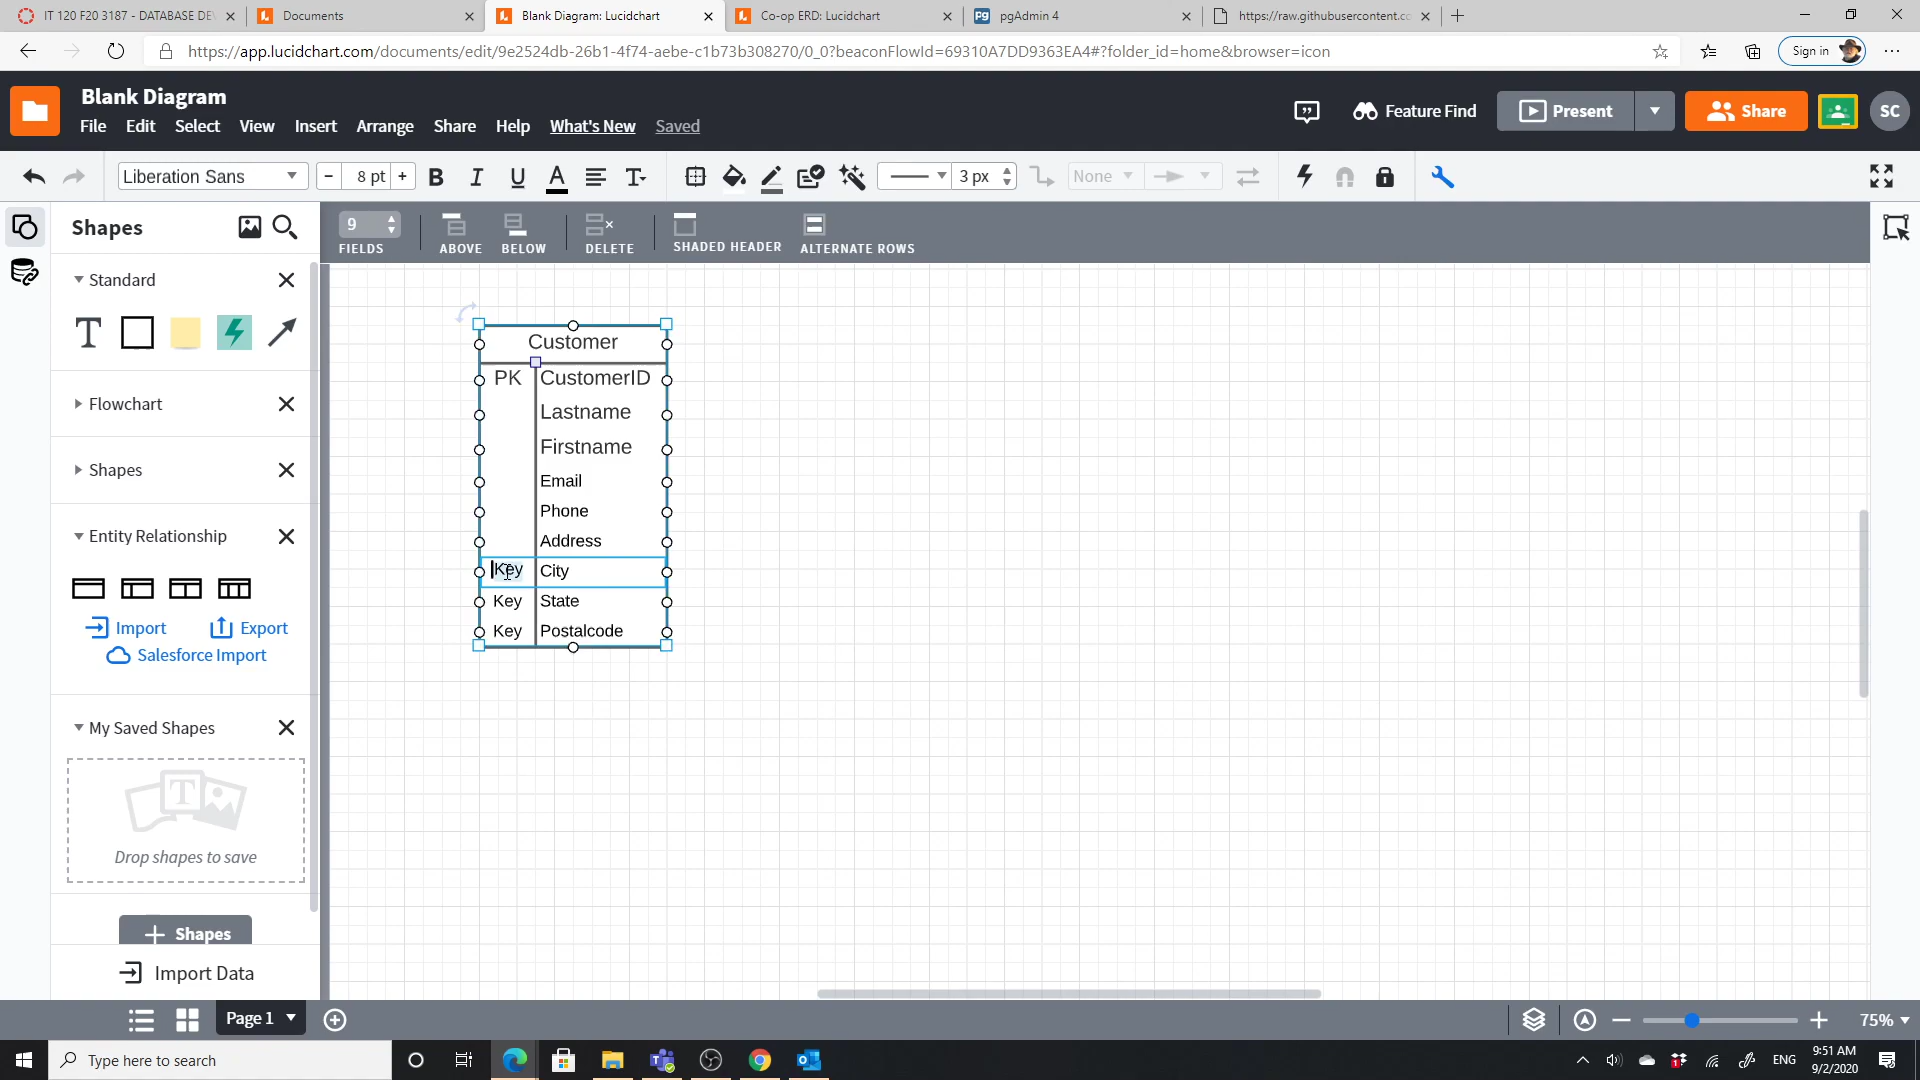 IT 120 F20 3187 - DATABASE DE
Documents
Blank Diagram: Lucidchart
Co-op ERD: Lucidchart
pgAdmin 4
https://raw.githubusercontent.cc
https://app.lucidchart.com/documents/edit/9e2524db-26b1-4f74-aebe-c1b73b308270/0_0?beaconFlowId=69310A7DD9363EA4#?folder_id=home&browser=icon
Sign in
Blank Diagram
File Edit Select View Insert Arrange Share Help What's New Saved
Feature Find
Present
Share
SC
Liberation Sans
8 pt
B I U A T
3 px
None
Shapes
9
FIELDS
ABOVE
BELOW
DELETE
SHADED HEADER
ALTERNATE ROWS
Standard
T
Flowchart
Shapes
Entity Relationship
Import
Export
Salesforce Import
My Saved Shapes
T
Drop shapes to save
+ Shapes
Import Data
Customer
PK CustomerID
Lastname
Firstname
Email
Phone
Address
Key City
Key State
Key Postalcode
Page 1
75%
Type here to search
ENG
9:51 AM
9/2/2020